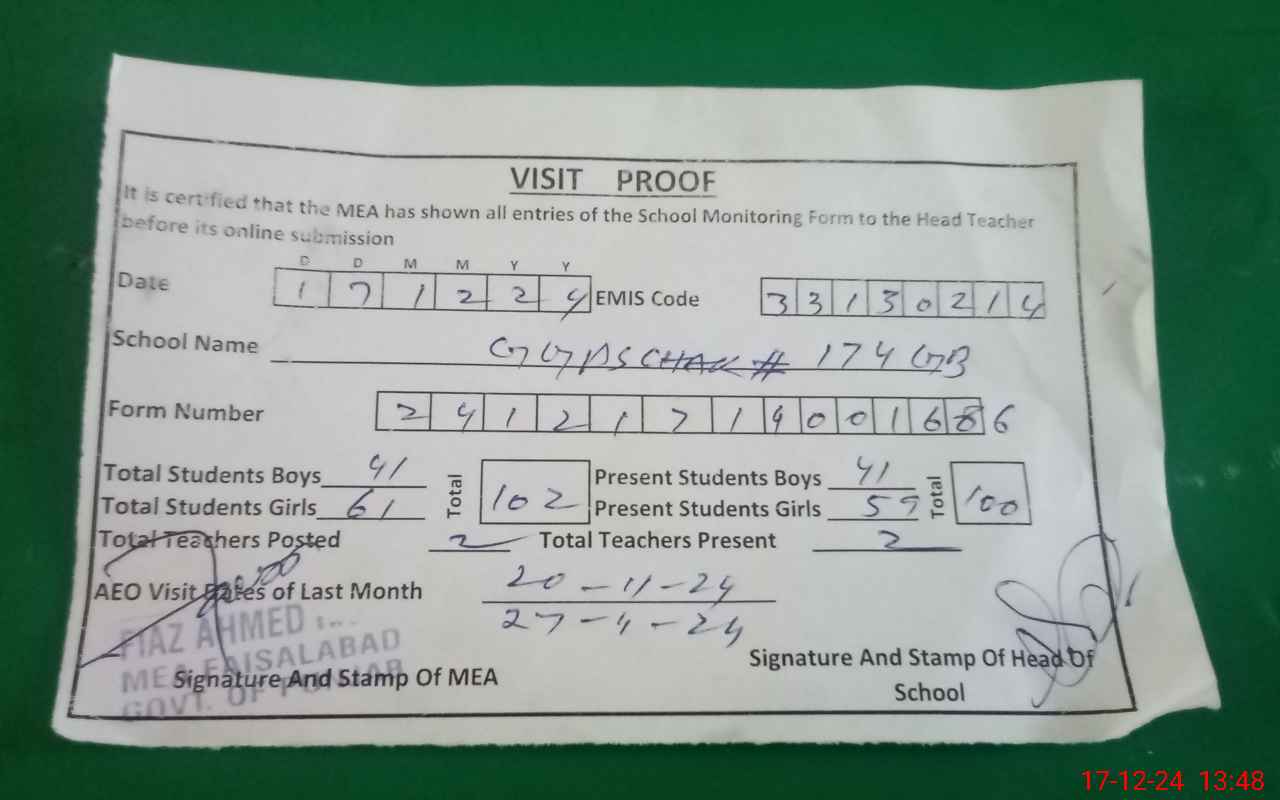 VISIT PROOF
It is certified that the MEA has shown all entries of the School Monitoring Form to the Head Teacher
before its online submission
D D M M Y Y
Date 1 7 1 2 2 4 EMIS Code 3 3 1 3 0 2 1 4
School Name GGPS CHAK # 174 GB
Form Number 2 4 1 2 1 7 1 4 0 0 1 6 8 6
Total Students Boys 41 Total 102 Present Students Boys 41 Total 100
Total Students Girls 61 Present Students Girls 59
Total Teachers Posted 2 Total Teachers Present 2
AEO Visit Dates of Last Month 20-11-24
27-4-24
FIAZ AHMED
MEA FAISALABAD
GOVT. OF PUNJAB
Signature And Stamp Of MEA
Signature And Stamp Of Head Of
School
17-12-24 13:48